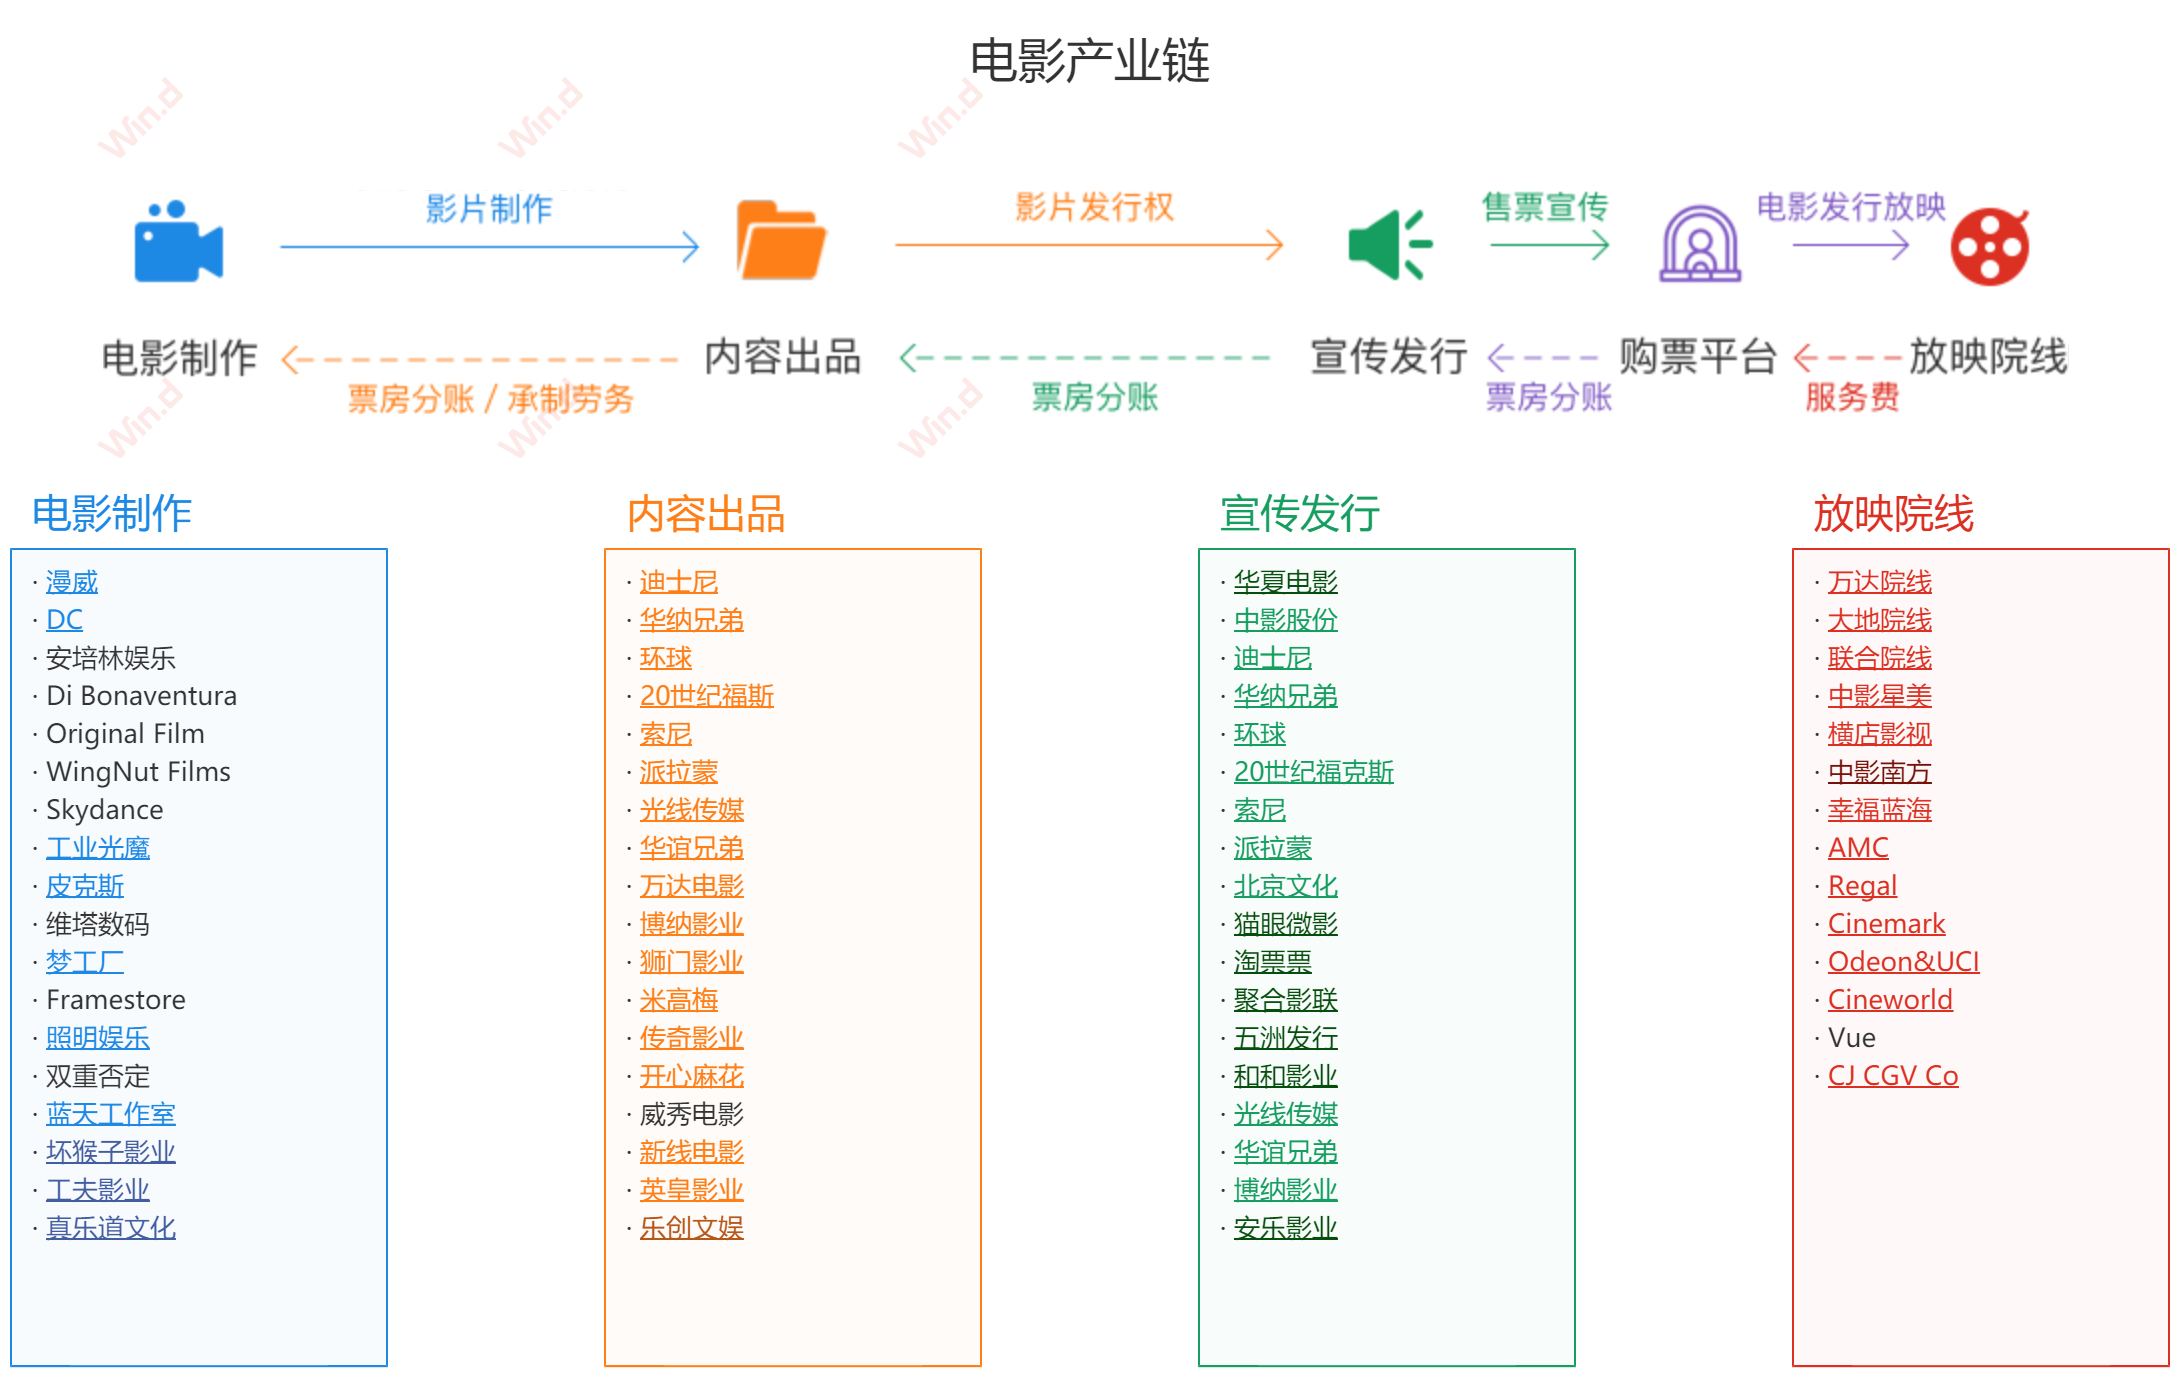 电影产业链
Win.d Win.d Win.d
影片制作 影片发行权 售票宣传 电影发行放映
电影制作 内容出品 宣传发行 购票平台 放映院线
票房分账 / 承制劳务 票房分账 票房分账 服务费
Win.d Win.d Win.d
电影制作
· 漫威
· DC
· 安培林娱乐
· Di Bonaventura
· Original Film
· WingNut Films
· Skydance
· 工业光魔
· 皮克斯
· 维塔数码
· 梦工厂
· Framestore
· 照明娱乐
· 双重否定
· 蓝天工作室
· 坏猴子影业
· 工夫影业
· 真乐道文化
内容出品
· 迪士尼
· 华纳兄弟
· 环球
· 20世纪福斯
· 索尼
· 派拉蒙
· 光线传媒
· 华谊兄弟
· 万达电影
· 博纳影业
· 狮门影业
· 米高梅
· 传奇影业
· 开心麻花
· 威秀电影
· 新线电影
· 英皇影业
· 乐创文娱
宣传发行
· 华夏电影
· 中影股份
· 迪士尼
· 华纳兄弟
· 环球
· 20世纪福克斯
· 索尼
· 派拉蒙
· 北京文化
· 猫眼微影
· 淘票票
· 聚合影联
· 五洲发行
· 和和影业
· 光线传媒
· 华谊兄弟
· 博纳影业
· 安乐影业
放映院线
· 万达院线
· 大地院线
· 联合院线
· 中影星美
· 横店影视
· 中影南方
· 幸福蓝海
· AMC
· Regal
· Cinemark
· Odeon&UCI
· Cineworld
· Vue
· CJ CGV Co